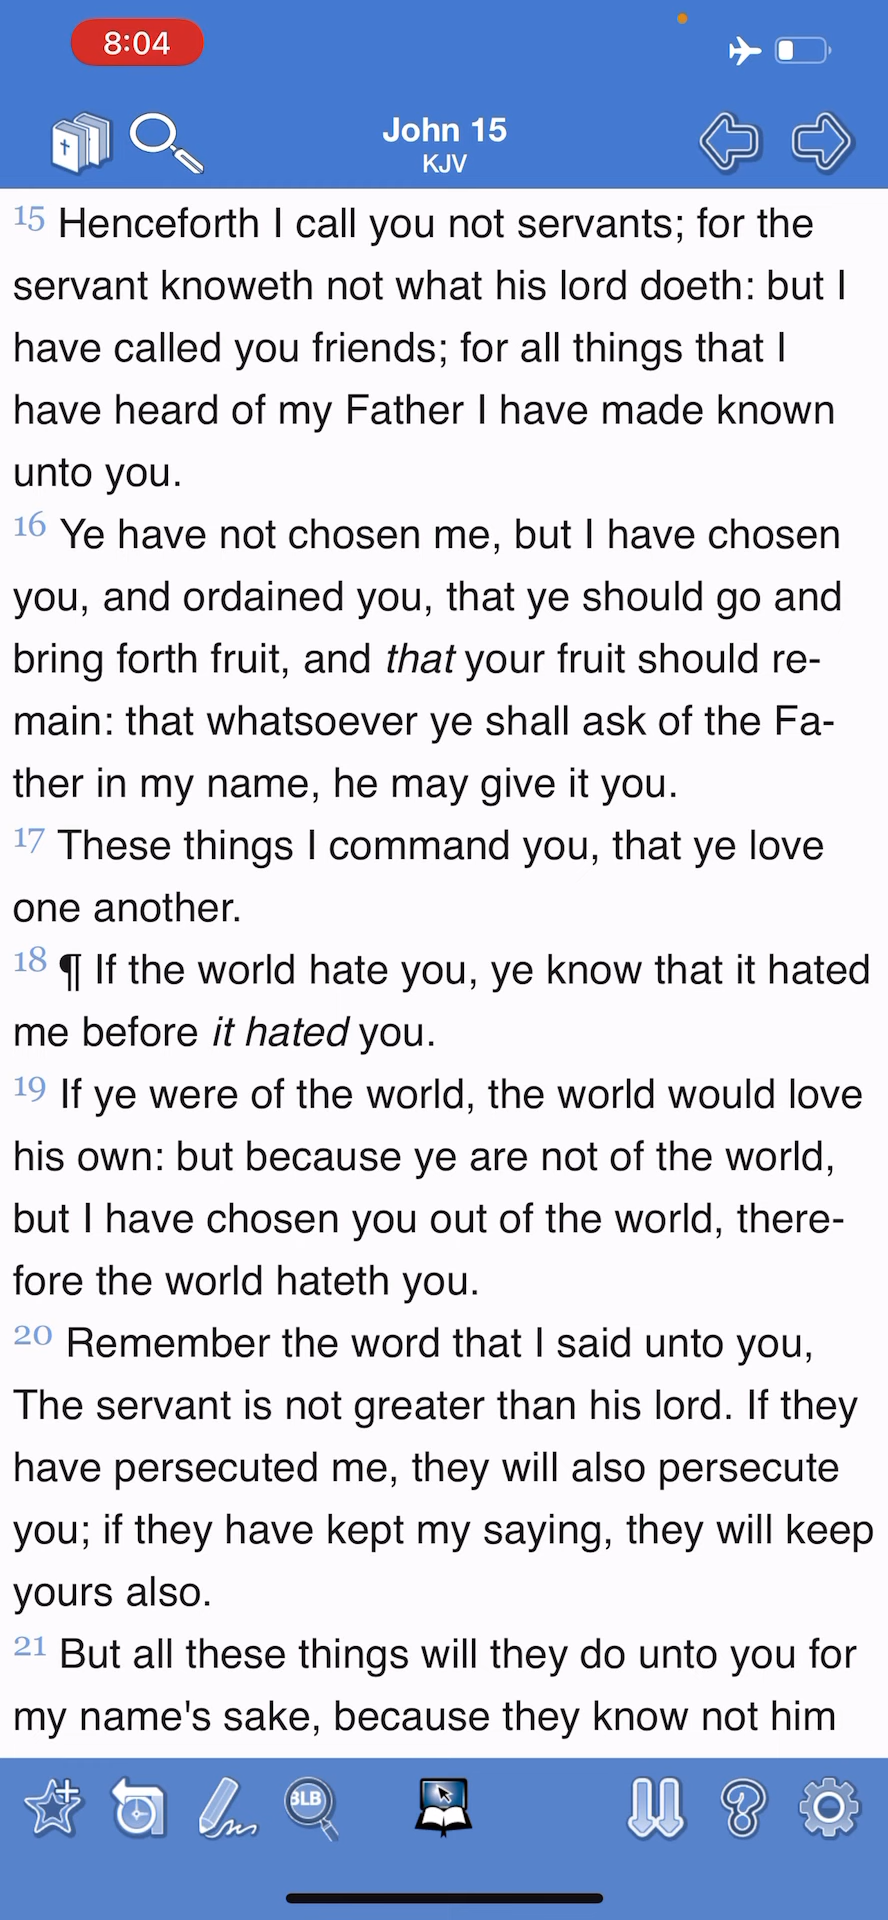 8:04
John 15
KJV
15 Henceforth I call you not servants; for the
servant knoweth not what his lord doeth: but I
have called you friends; for all things that I
have heard of my Father I have made known
unto you.
16 Ye have not chosen me, but I have chosen
you, and ordained you, that ye should go and
bring forth fruit, and that your fruit should re-
main: that whatsoever ye shall ask of the Fa-
ther in my name, he may give it you.
17 These things I command you, that ye love
one another.
18 ¶ If the world hate you, ye know that it hated
me before it hated you.
19 If ye were of the world, the world would love
his own: but because ye are not of the world,
but I have chosen you out of the world, there-
fore the world hateth you.
20 Remember the word that I said unto you,
The servant is not greater than his lord. If they
have persecuted me, they will also persecute
you; if they have kept my saying, they will keep
yours also.
21 But all these things will they do unto you for
my name's sake, because they know not him
BLB